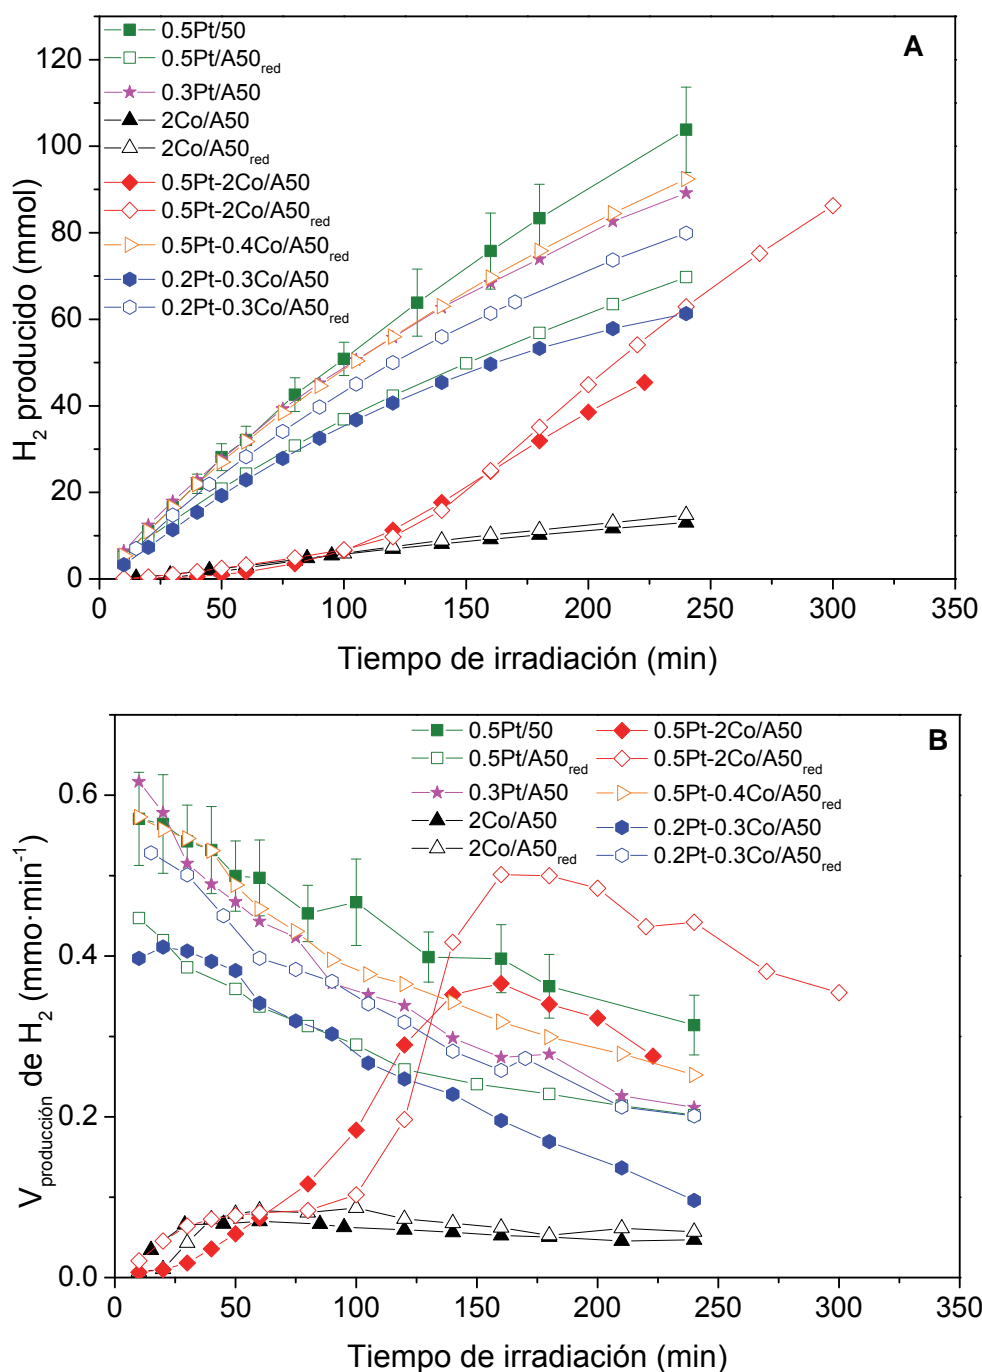 A
0.5Pt/50
0.5Pt/A50red
0.3Pt/A50
2Co/A50
2Co/A50red
0.5Pt-2Co/A50
0.5Pt-2Co/A50red
0.5Pt-0.4Co/A50red
0.2Pt-0.3Co/A50
0.2Pt-0.3Co/A50red
120
100
80
60
40
20
0
H2 producido (mmol)
0 50 100 150 200 250 300 350
Tiempo de irradiación (min)
B
0.5Pt/50 0.5Pt-2Co/A50
0.5Pt/A50red 0.5Pt-2Co/A50red
0.3Pt/A50 0.5Pt-0.4Co/A50red
2Co/A50 0.2Pt-0.3Co/A50
2Co/A50red 0.2Pt-0.3Co/A50red
0.6
0.4
0.2
0.0
Vproducción de H2 (mmo·min-1)
0 50 100 150 200 250 300 350
Tiempo de irradiación (min)